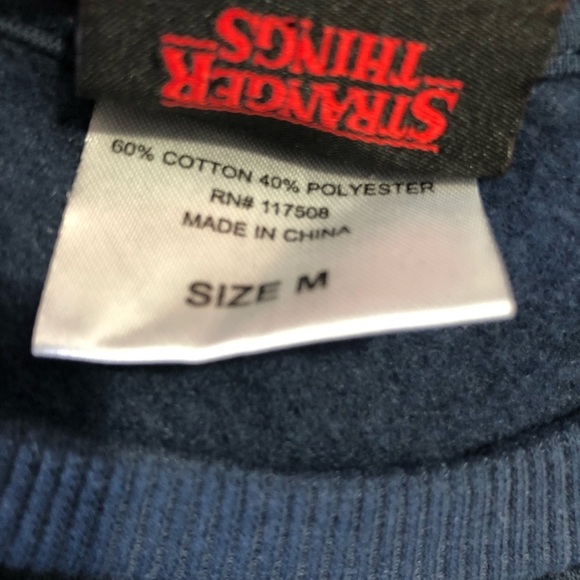 STRANGER
THINGS
60% COTTON 40% POLYESTER
RN# 117508
MADE IN CHINA
SIZE M